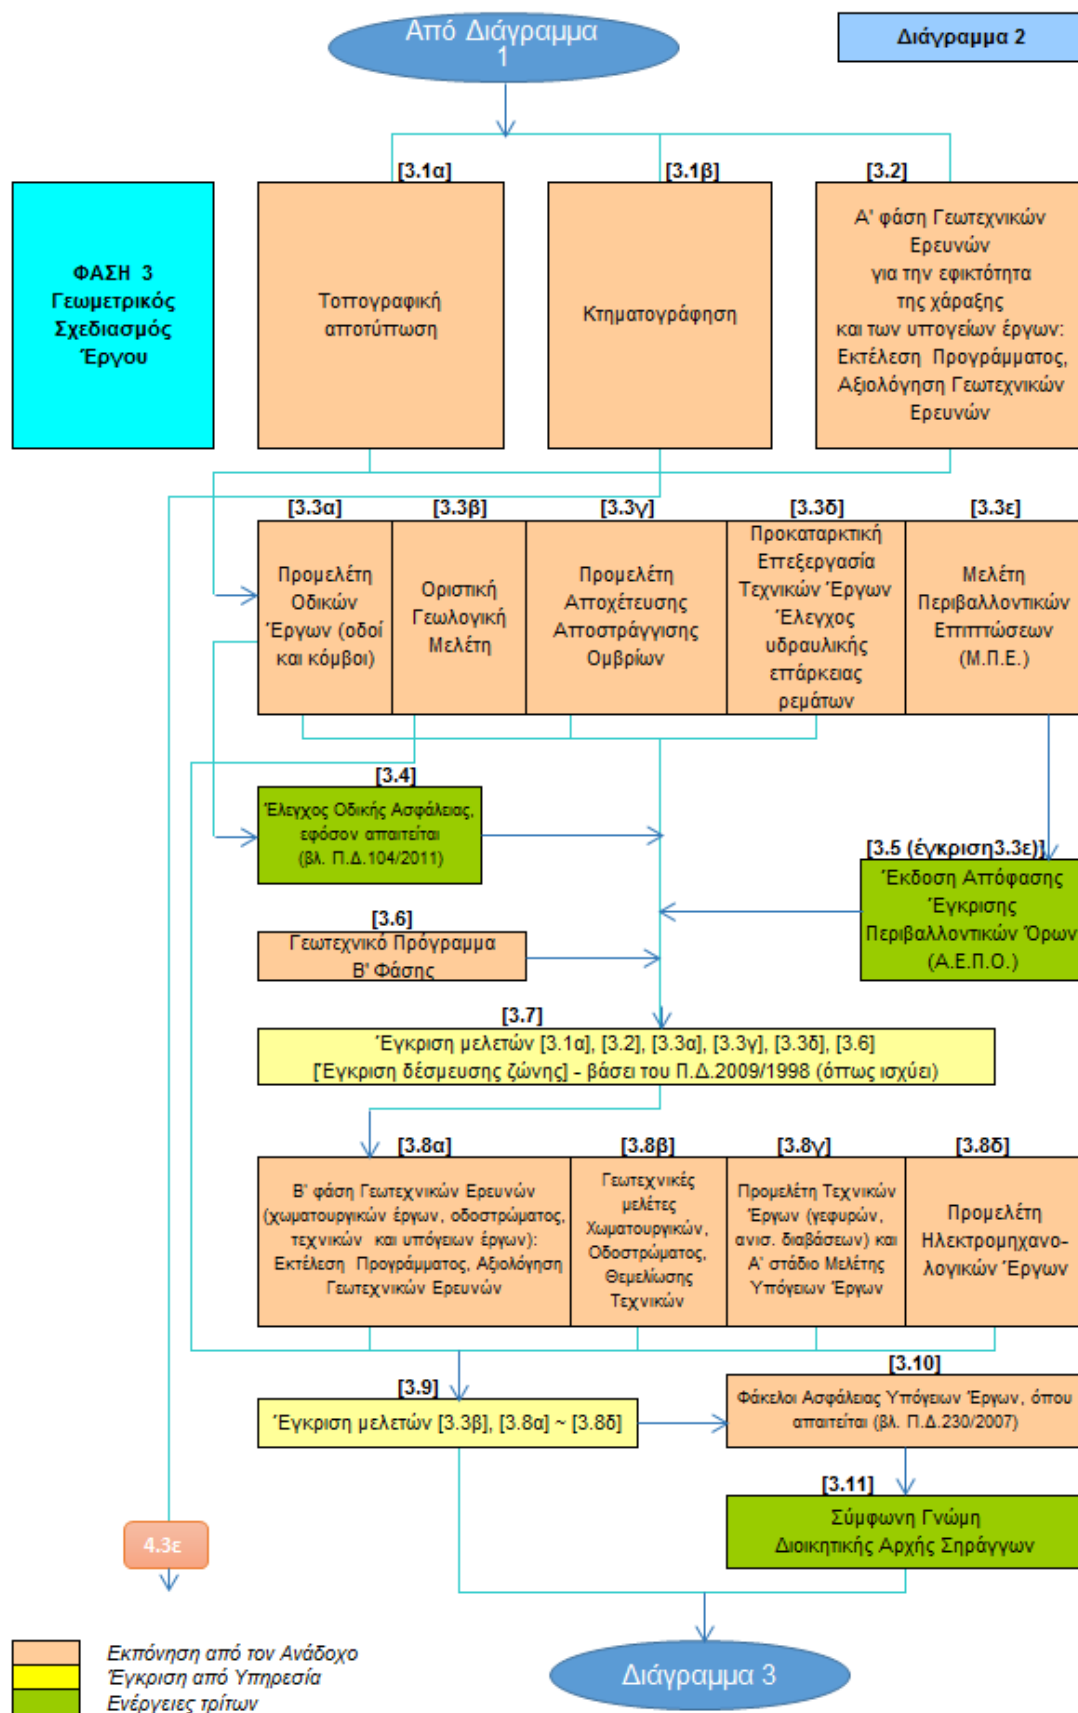 Από Διάγραμμα
1
Διάγραμμα 2
[3.1α]
[3.1β]
[3.2]
ΦΑΣΗ 3
Γεωμετρικός
Σχεδιασμός
Έργου
Τοπογραφική
αποτύπωση
Κτηματογράφηση
Α' φάση Γεωτεχνικών
Ερευνών
για την εφικτότητα
της χάραξης
και των υπογείων έργων:
Εκτέλεση Προγράμματος,
Αξιολόγηση Γεωτεχνικών
Ερευνών
[3.3α]
[3.3β]
[3.3γ]
[3.3δ]
[3.3ε]
Προμελέτη
Οδικών
Έργων (οδοί
και κόμβοι)
Οριστική
Γεωλογική
Μελέτη
Προμελέτη
Αποχέτευσης
Αποστράγγισης
Ομβρίων
Προκαταρκτική
Επεξεργασία
Τεχνικών Έργων
Έλεγχος
υδραυλικής
επάρκειας
ρεμάτων
Μελέτη
Περιβαλλοντικών
Επιπτώσεων
(Μ.Π.Ε.)
[3.4]
Έλεγχος Οδικής Ασφάλειας,
εφόσον απαιτείται
(βλ. Π.Δ.104/2011)
[3.5 (έγκριση3.3ε)]
Έκδοση Απόφασης
Έγκρισης
Περιβαλλοντικών Όρων
(Α.Ε.Π.Ο.)
[3.6]
Γεωτεχνικό Πρόγραμμα
Β' Φάσης
[3.7]
Έγκριση μελετών [3.1α], [3.2], [3.3α], [3.3γ], [3.3δ], [3.6]
[Έγκριση δέσμευσης ζώνης] - βάσει του Π.Δ.2009/1998 (όπως ισχύει)
[3.8α]
[3.8β]
[3.8γ]
[3.8δ]
Β' φάση Γεωτεχνικών Ερευνών
(χωματουργικών έργων, οδοστρώματος,
τεχνικών και υπόγειων έργων):
Εκτέλεση Προγράμματος, Αξιολόγηση
Γεωτεχνικών Ερευνών
Γεωτεχνικές
μελέτες
Χωματουργικών,
Οδοστρώματος,
Θεμελίωσης
Τεχνικών
Προμελέτη Τεχνικών
Έργων (γεφυρών,
ανισ. διαβάσεων) και
Α' στάδιο Μελέτης
Υπόγειων Έργων
Προμελέτη
Ηλεκτρομηχανο-
λογικών Έργων
[3.9]
Έγκριση μελετών [3.3β], [3.8α] ~ [3.8δ]
[3.10]
Φάκελοι Ασφάλειας Υπόγειων Έργων, όπου
απαιτείται (βλ. Π.Δ.230/2007)
[3.11]
Σύμφωνη Γνώμη
Διοικητικής Αρχής Σηράγγων
4.3ε
Διάγραμμα 3
Εκπόνηση από τον Ανάδοχο
Έγκριση από Υπηρεσία
Ενέργειες τρίτων